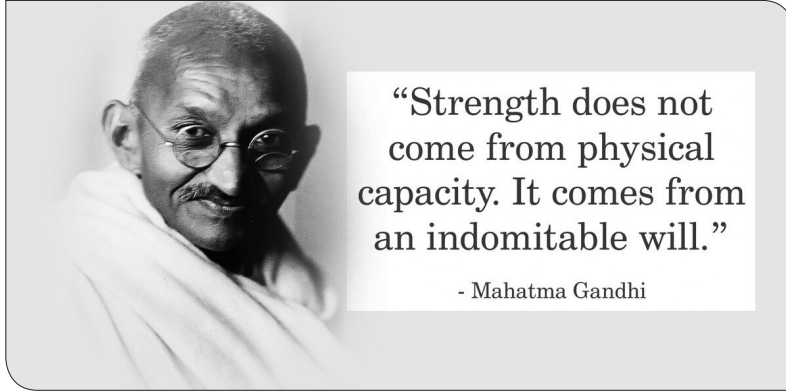 “Strength does not
come from physical
capacity. It comes from
an indomitable will.”
- Mahatma Gandhi